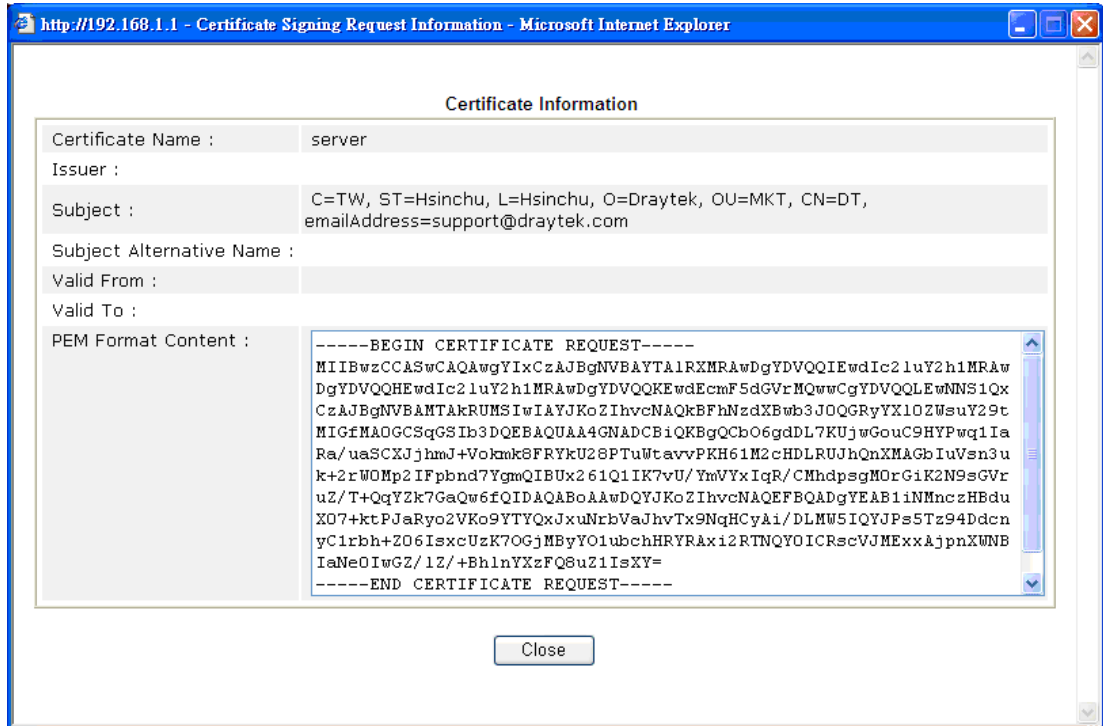 http://192.168.1.1 - Certificate Signing Request Information - Microsoft Internet Explorer
Certificate Information
Certificate Name : server
Issuer :
Subject : C=TW, ST=Hsinchu, L=Hsinchu, O=Draytek, OU=MKT, CN=DT,
emailAddress=support@draytek.com
Subject Alternative Name :
Valid From :
Valid To :
PEM Format Content : -----BEGIN CERTIFICATE REQUEST-----
MIIBwzCCASwCAQAwgYIxCzAJBgNVBAYTAlRXMRAwDgYDVQQIEwdIc2luY2h1MRAw
DgYDVQQHEwdIc2luY2h1MRAwDgYDVQQKEwdEcmF5dGVrMQwwCgYDVQQLEwNNS1Qx
CzAJBgNVBAMTAkRUMSIwIAYJKoZIhvcNAQkBFhNzdXBwb3J0QGRyYXl0ZWsuY29t
MIGfMA0GCSqGSIb3DQEBAQUAA4GNADCBiQKBgQCbO6gdDL7KUjwGouC9HYPwq1Ia
Ra/uaSCXJjhmJ+Vokmk8FRYkU28PTuWtavvPKH61M2cHDLRUJhQnXMAGbIuVsn3u
k+2rWOMp2IFpbnd7YgmQIBUx261Q1IK7vU/YmVYxIqR/CMhdpsgMOrGiK2N9sGVr
uZ/T+QqYZk7GaQw6fQIDAQABoAAwDQYJKoZIhvcNAQEFBQADgYEAB1iNMnczHBdu
XO7+ktPJaRyo2VKo9YTYQxJxuNrbVaJhvTx9NqHCyAi/DLMW5IQYJPs5Tz94Ddcn
yC1rbh+ZO6IsxcUzK7OGjMByYO1ubchHRYRAxi2RTNQYOICRscVJMExxAjpnXWNB
IaNeOIwGZ/lZ/+Bh1nYXzFQ8uZ1IsXY=
-----END CERTIFICATE REQUEST-----
Close